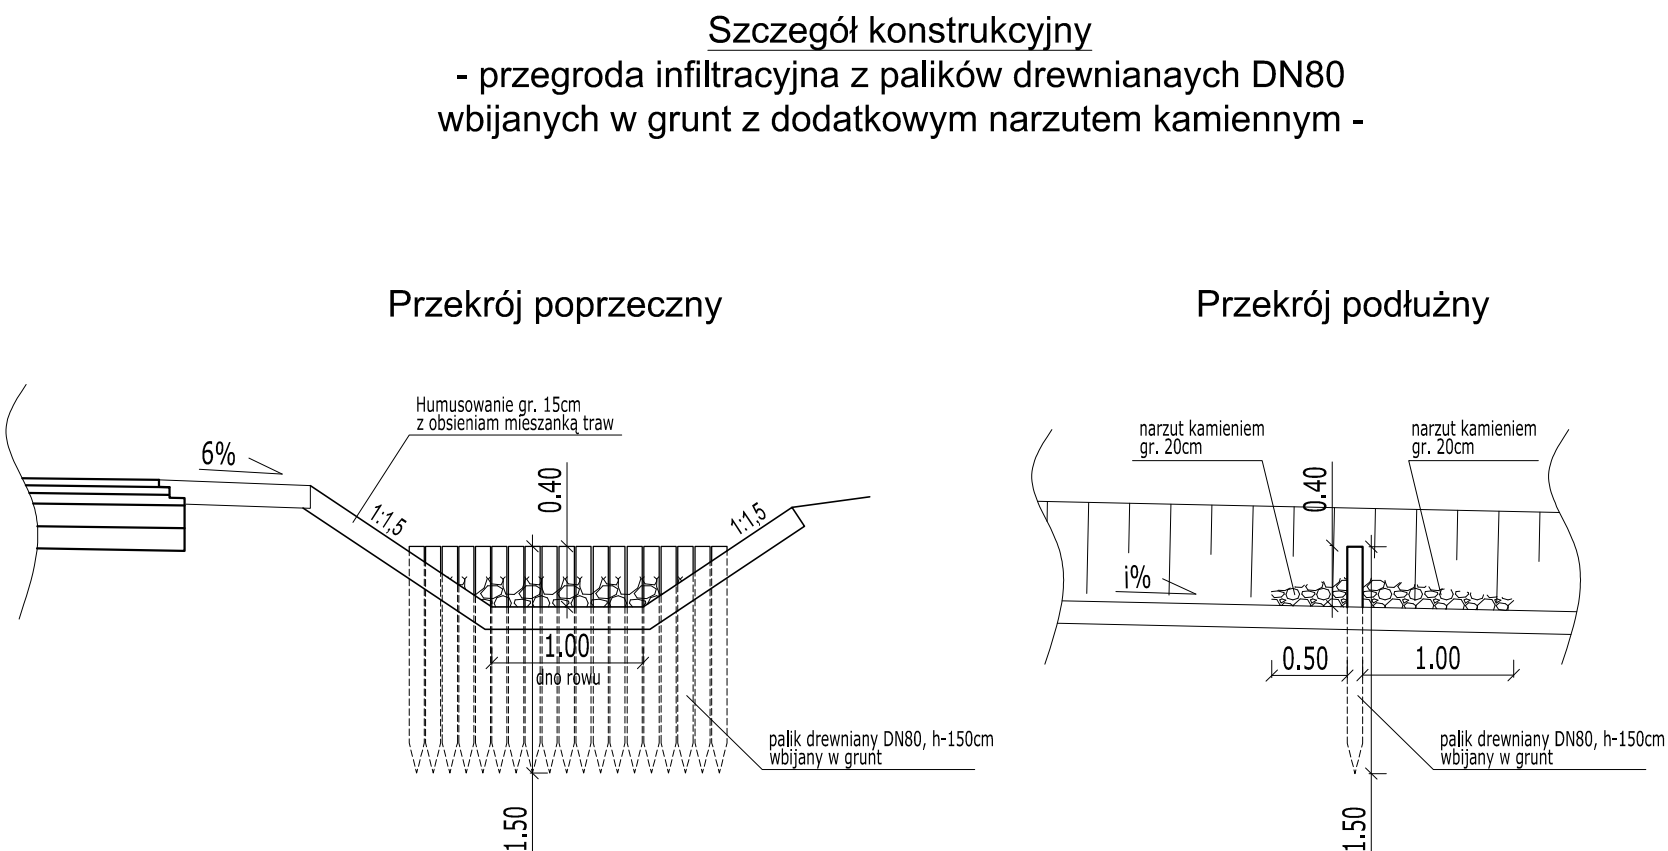 Szczegół konstrukcyjny
- przegroda infiltracyjna z palików drewnianaych DN80
wbijanych w grunt z dodatkowym narzutem kamiennym -
Przekrój poprzeczny
Przekrój podłużny
Humusowanie gr. 15cm
z obsieniam mieszanką traw
6%
1:1,5
0.40
1:1,5
1.00
dno rowu
palik drewniany DN80, h-150cm
wbijany w grunt
1.50
narzut kamieniem
gr. 20cm
narzut kamieniem
gr. 20cm
0.40
i%
0.50
1.00
palik drewniany DN80, h-150cm
wbijany w grunt
1.50